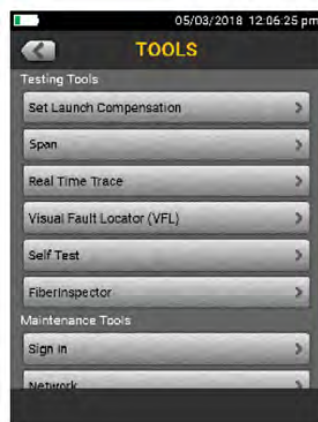 05/03/2018 12:06:25 pm
TOOLS
Testing Tools
Set Launch Compensation
Span
Real Time Trace
Visual Fault Locator (VFL)
Self Test
FiberInspector
Maintenance Tools
Sign In
Network